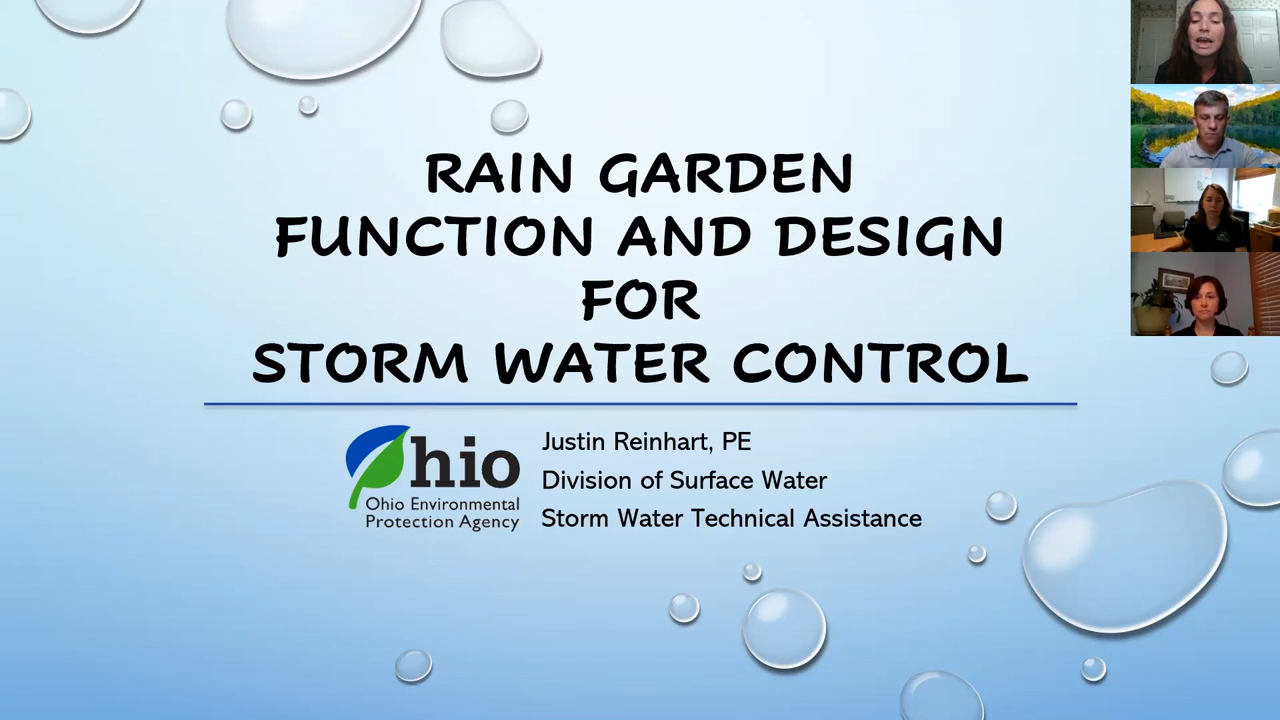 RAIN GARDEN
FUNCTION AND DESIGN
FOR
STORM WATER CONTROL
Ohio
Ohio Environmental
Protection Agency
Justin Reinhart, PE
Division of Surface Water
Storm Water Technical Assistance